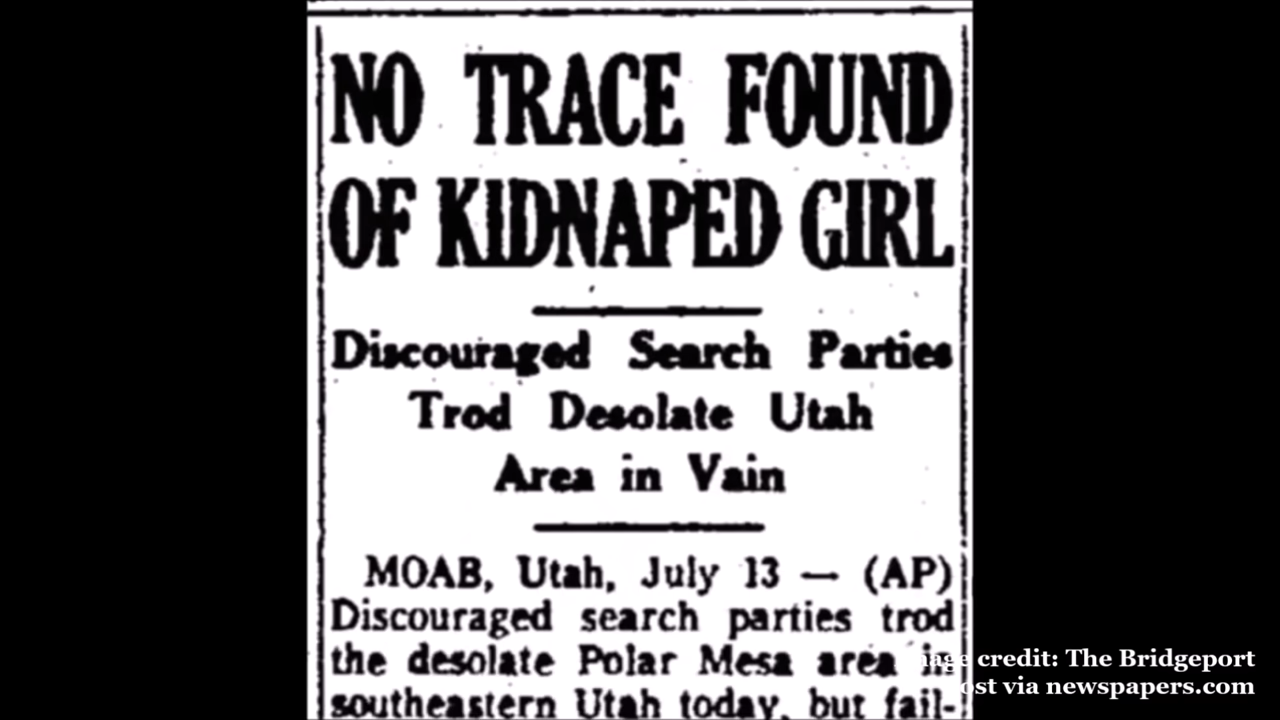 NO TRACE FOUND
OF KIDNAPED GIRL
Discouraged Search Parties
Trod Desolate Utah
Area in Vain
MOAB, Utah, July 13 — (AP)
Discouraged search parties trod
the desolate Polar Mesa area in
southeastern Utah today, but fail-
credit: The Bridgeport
via newspapers.com